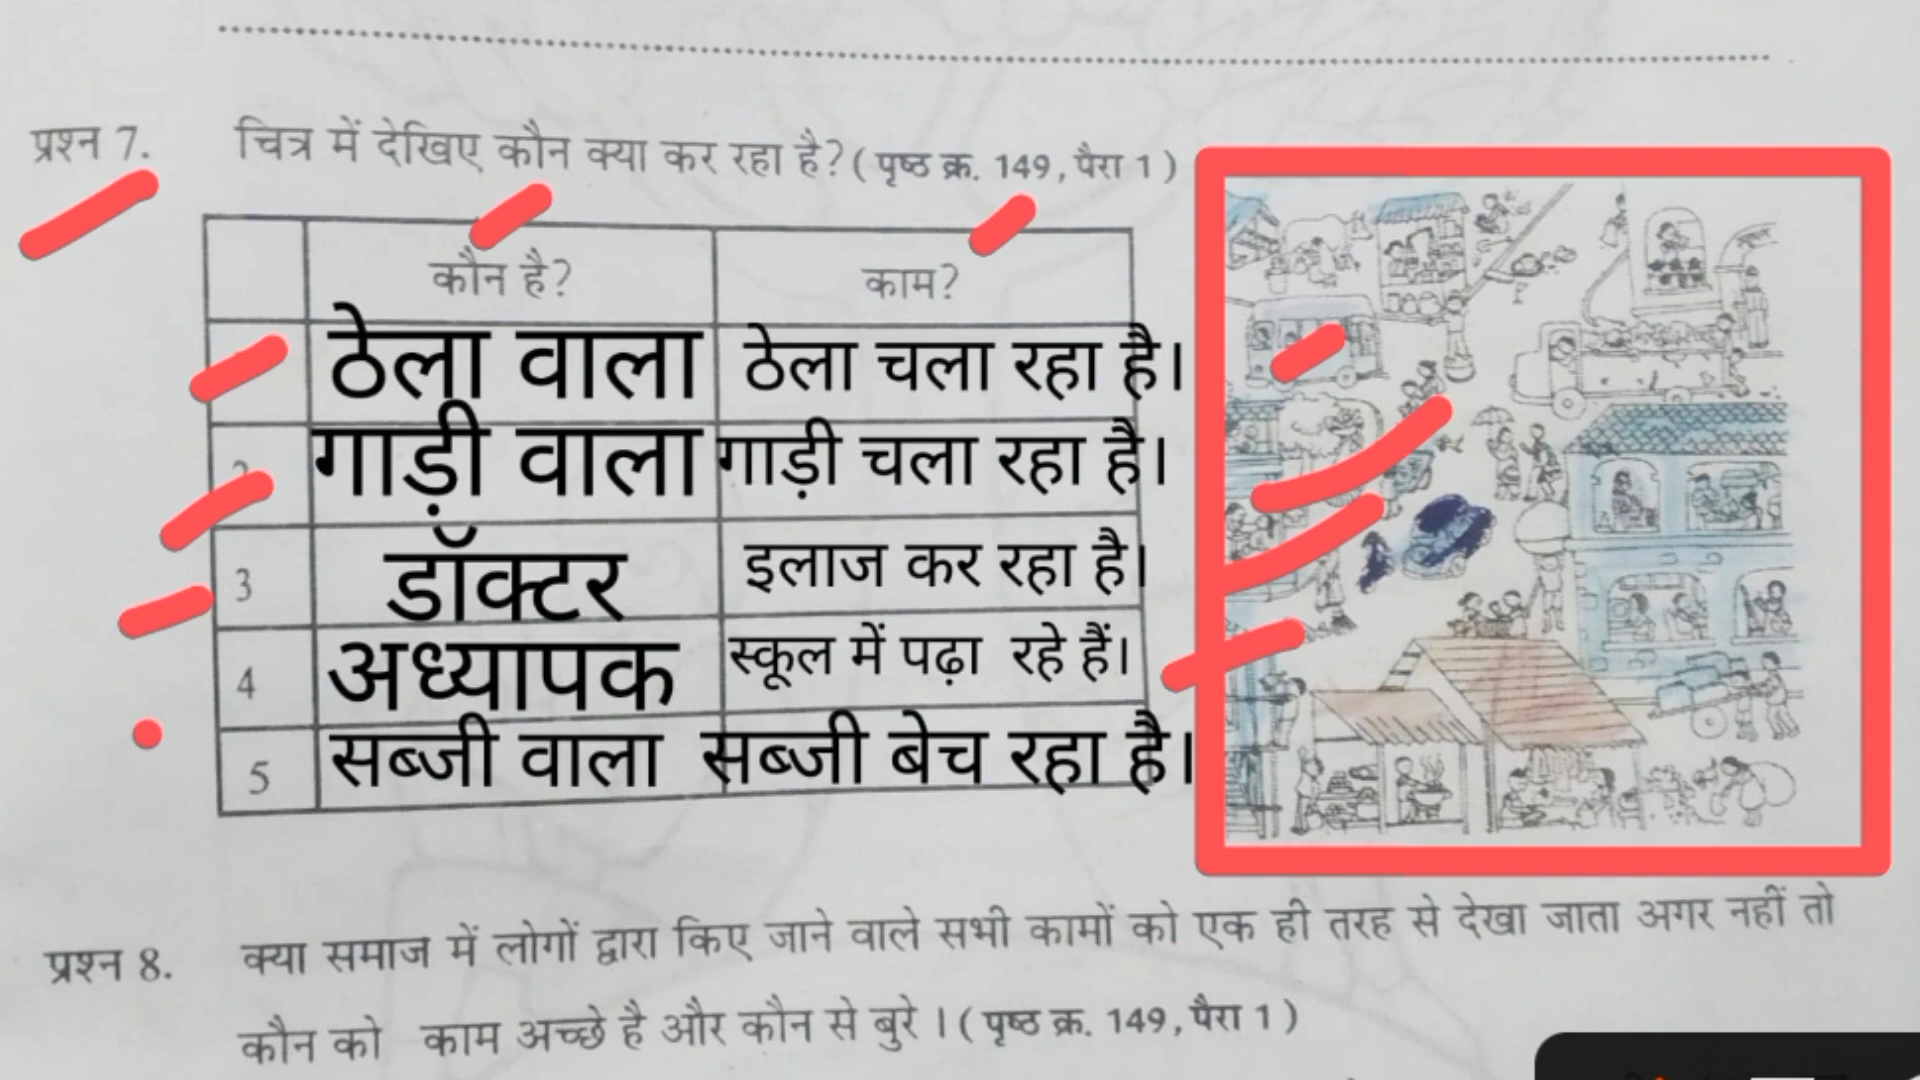 प्रश्न 7. चित्र में देखिए कौन क्या कर रहा है? ( पृष्ठ क्र. 149, पैरा 1 )
कौन है? काम?
ठेला वाला ठेला चला रहा है।
2 गाड़ी वाला गाड़ी चला रहा है।
3 डॉक्टर इलाज कर रहा है।
4 अध्यापक स्कूल में पढ़ा रहे हैं।
5 सब्जी वाला सब्जी बेच रहा है।
प्रश्न 8. क्या समाज में लोगों द्वारा किए जाने वाले सभी कामों को एक ही तरह से देखा जाता अगर नहीं तो
कौन को काम अच्छे है और कौन से बुरे । ( पृष्ठ क्र. 149, पैरा 1 )